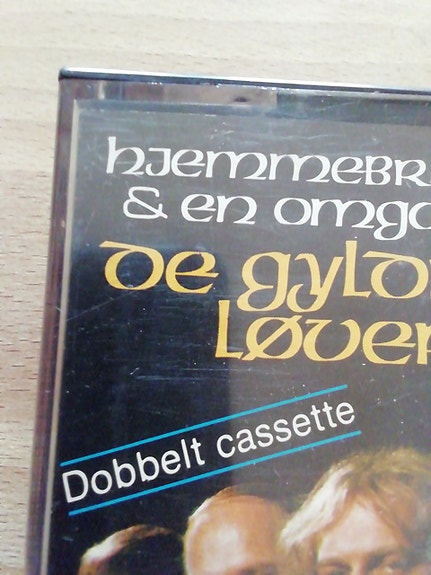 HJEMMEBR
& EN OMGA
DE GYLD
LØVER
Dobbelt cassette